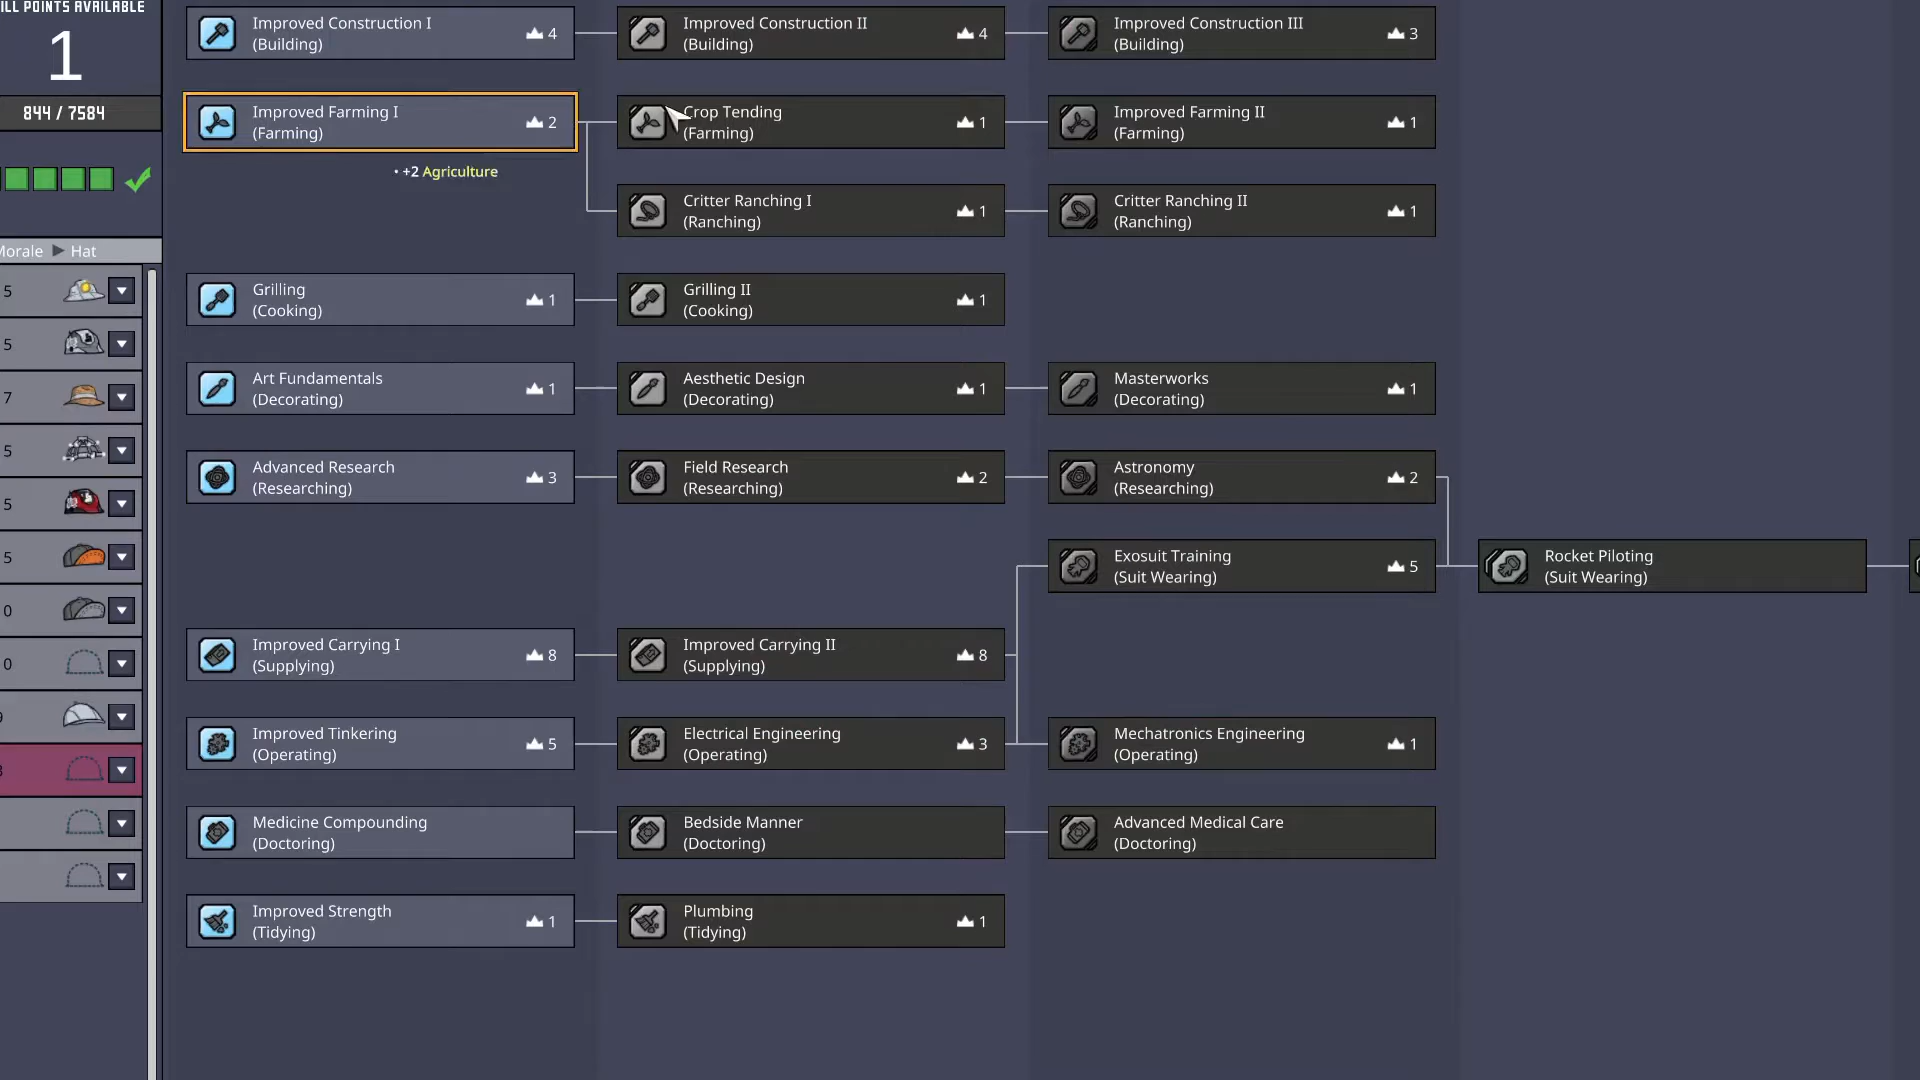 ILL POINTS AVAILABLE
1
844 / 7584
Morale Hat
5
5
7
5
5
5
0
0
9
3
Improved Construction I
(Building)
4
Improved Construction II
(Building)
4
Improved Construction III
(Building)
3
Improved Farming I
(Farming)
2
Crop Tending
(Farming)
1
Improved Farming II
(Farming)
1
• +2 Agriculture
Critter Ranching I
(Ranching)
1
Critter Ranching II
(Ranching)
1
Grilling
(Cooking)
1
Grilling II
(Cooking)
1
Art Fundamentals
(Decorating)
1
Aesthetic Design
(Decorating)
1
Masterworks
(Decorating)
1
Advanced Research
(Researching)
3
Field Research
(Researching)
2
Astronomy
(Researching)
2
Exosuit Training
(Suit Wearing)
5
Rocket Piloting
(Suit Wearing)
Improved Carrying I
(Supplying)
8
Improved Carrying II
(Supplying)
8
Improved Tinkering
(Operating)
5
Electrical Engineering
(Operating)
3
Mechatronics Engineering
(Operating)
1
Medicine Compounding
(Doctoring)
Bedside Manner
(Doctoring)
Advanced Medical Care
(Doctoring)
Improved Strength
(Tidying)
1
Plumbing
(Tidying)
1